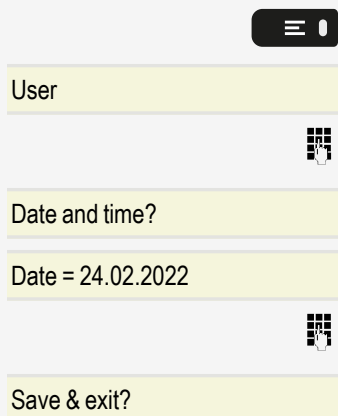 User
Date and time?
Date = 24.02.2022
Save & exit?